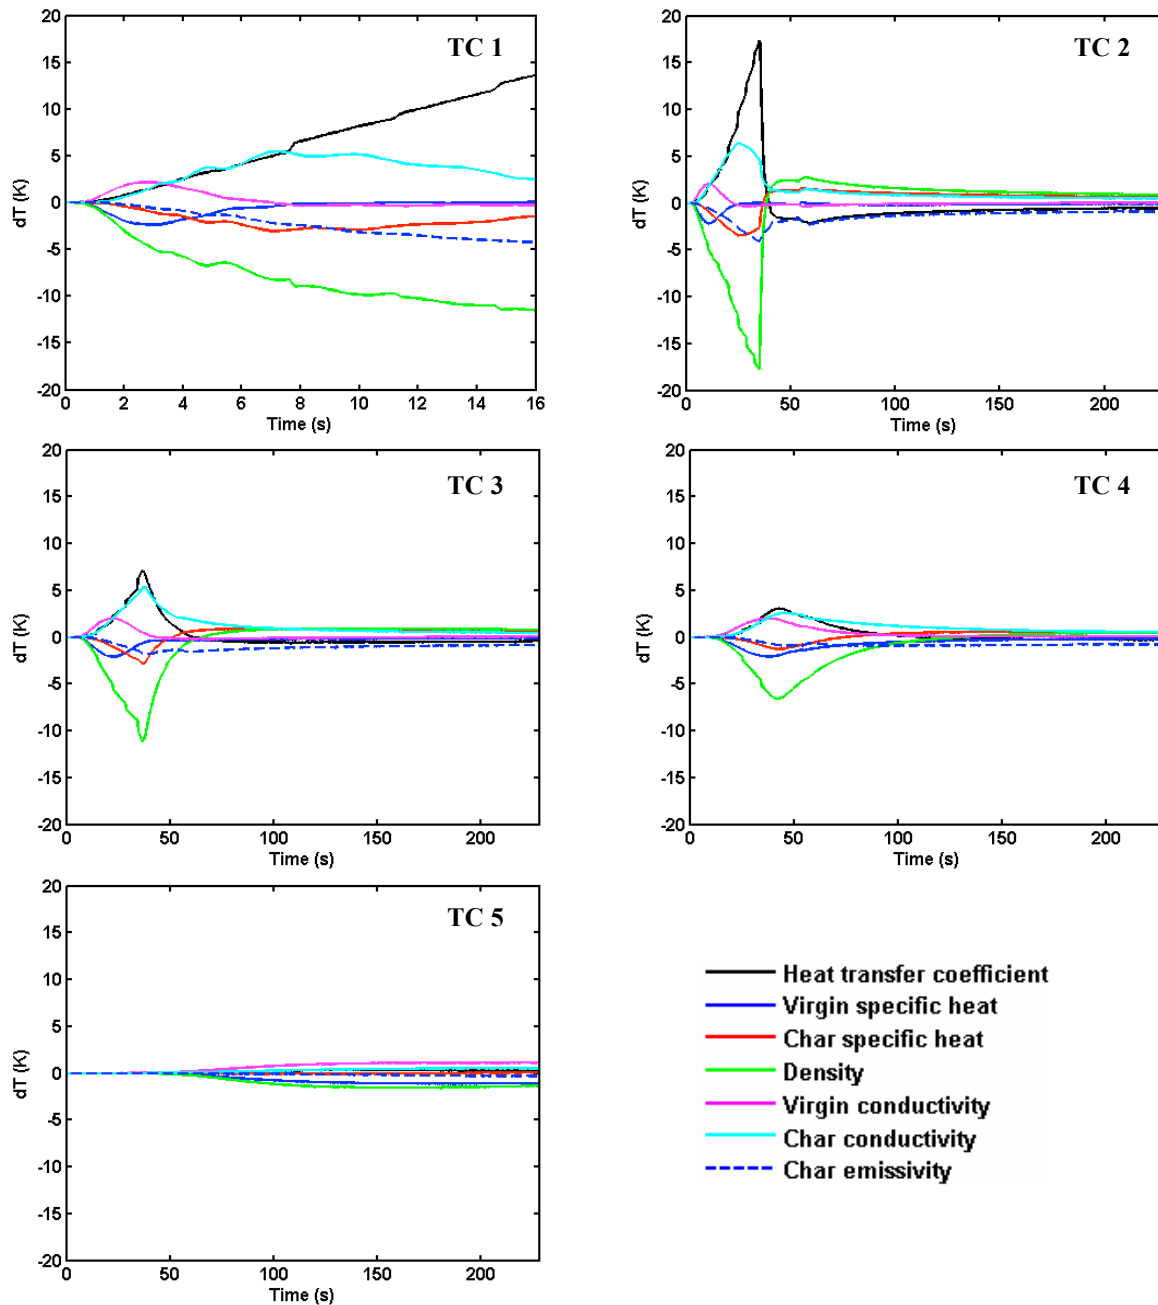 TC 1
20
15
10
5
0
-5
-10
-15
-20
dT (K)
0 2 4 6 8 10 12 14 16
Time (s)
TC 2
20
15
10
5
0
-5
-10
-15
-20
dT (K)
0 50 100 150 200
Time (s)
TC 3
20
15
10
5
0
-5
-10
-15
-20
dT (K)
0 50 100 150 200
Time (s)
TC 4
20
15
10
5
0
-5
-10
-15
-20
dT (K)
0 50 100 150 200
Time (s)
TC 5
20
15
10
5
0
-5
-10
-15
-20
dT (K)
0 50 100 150 200
Time (s)
Heat transfer coefficient
Virgin specific heat
Char specific heat
Density
Virgin conductivity
Char conductivity
Char emissivity